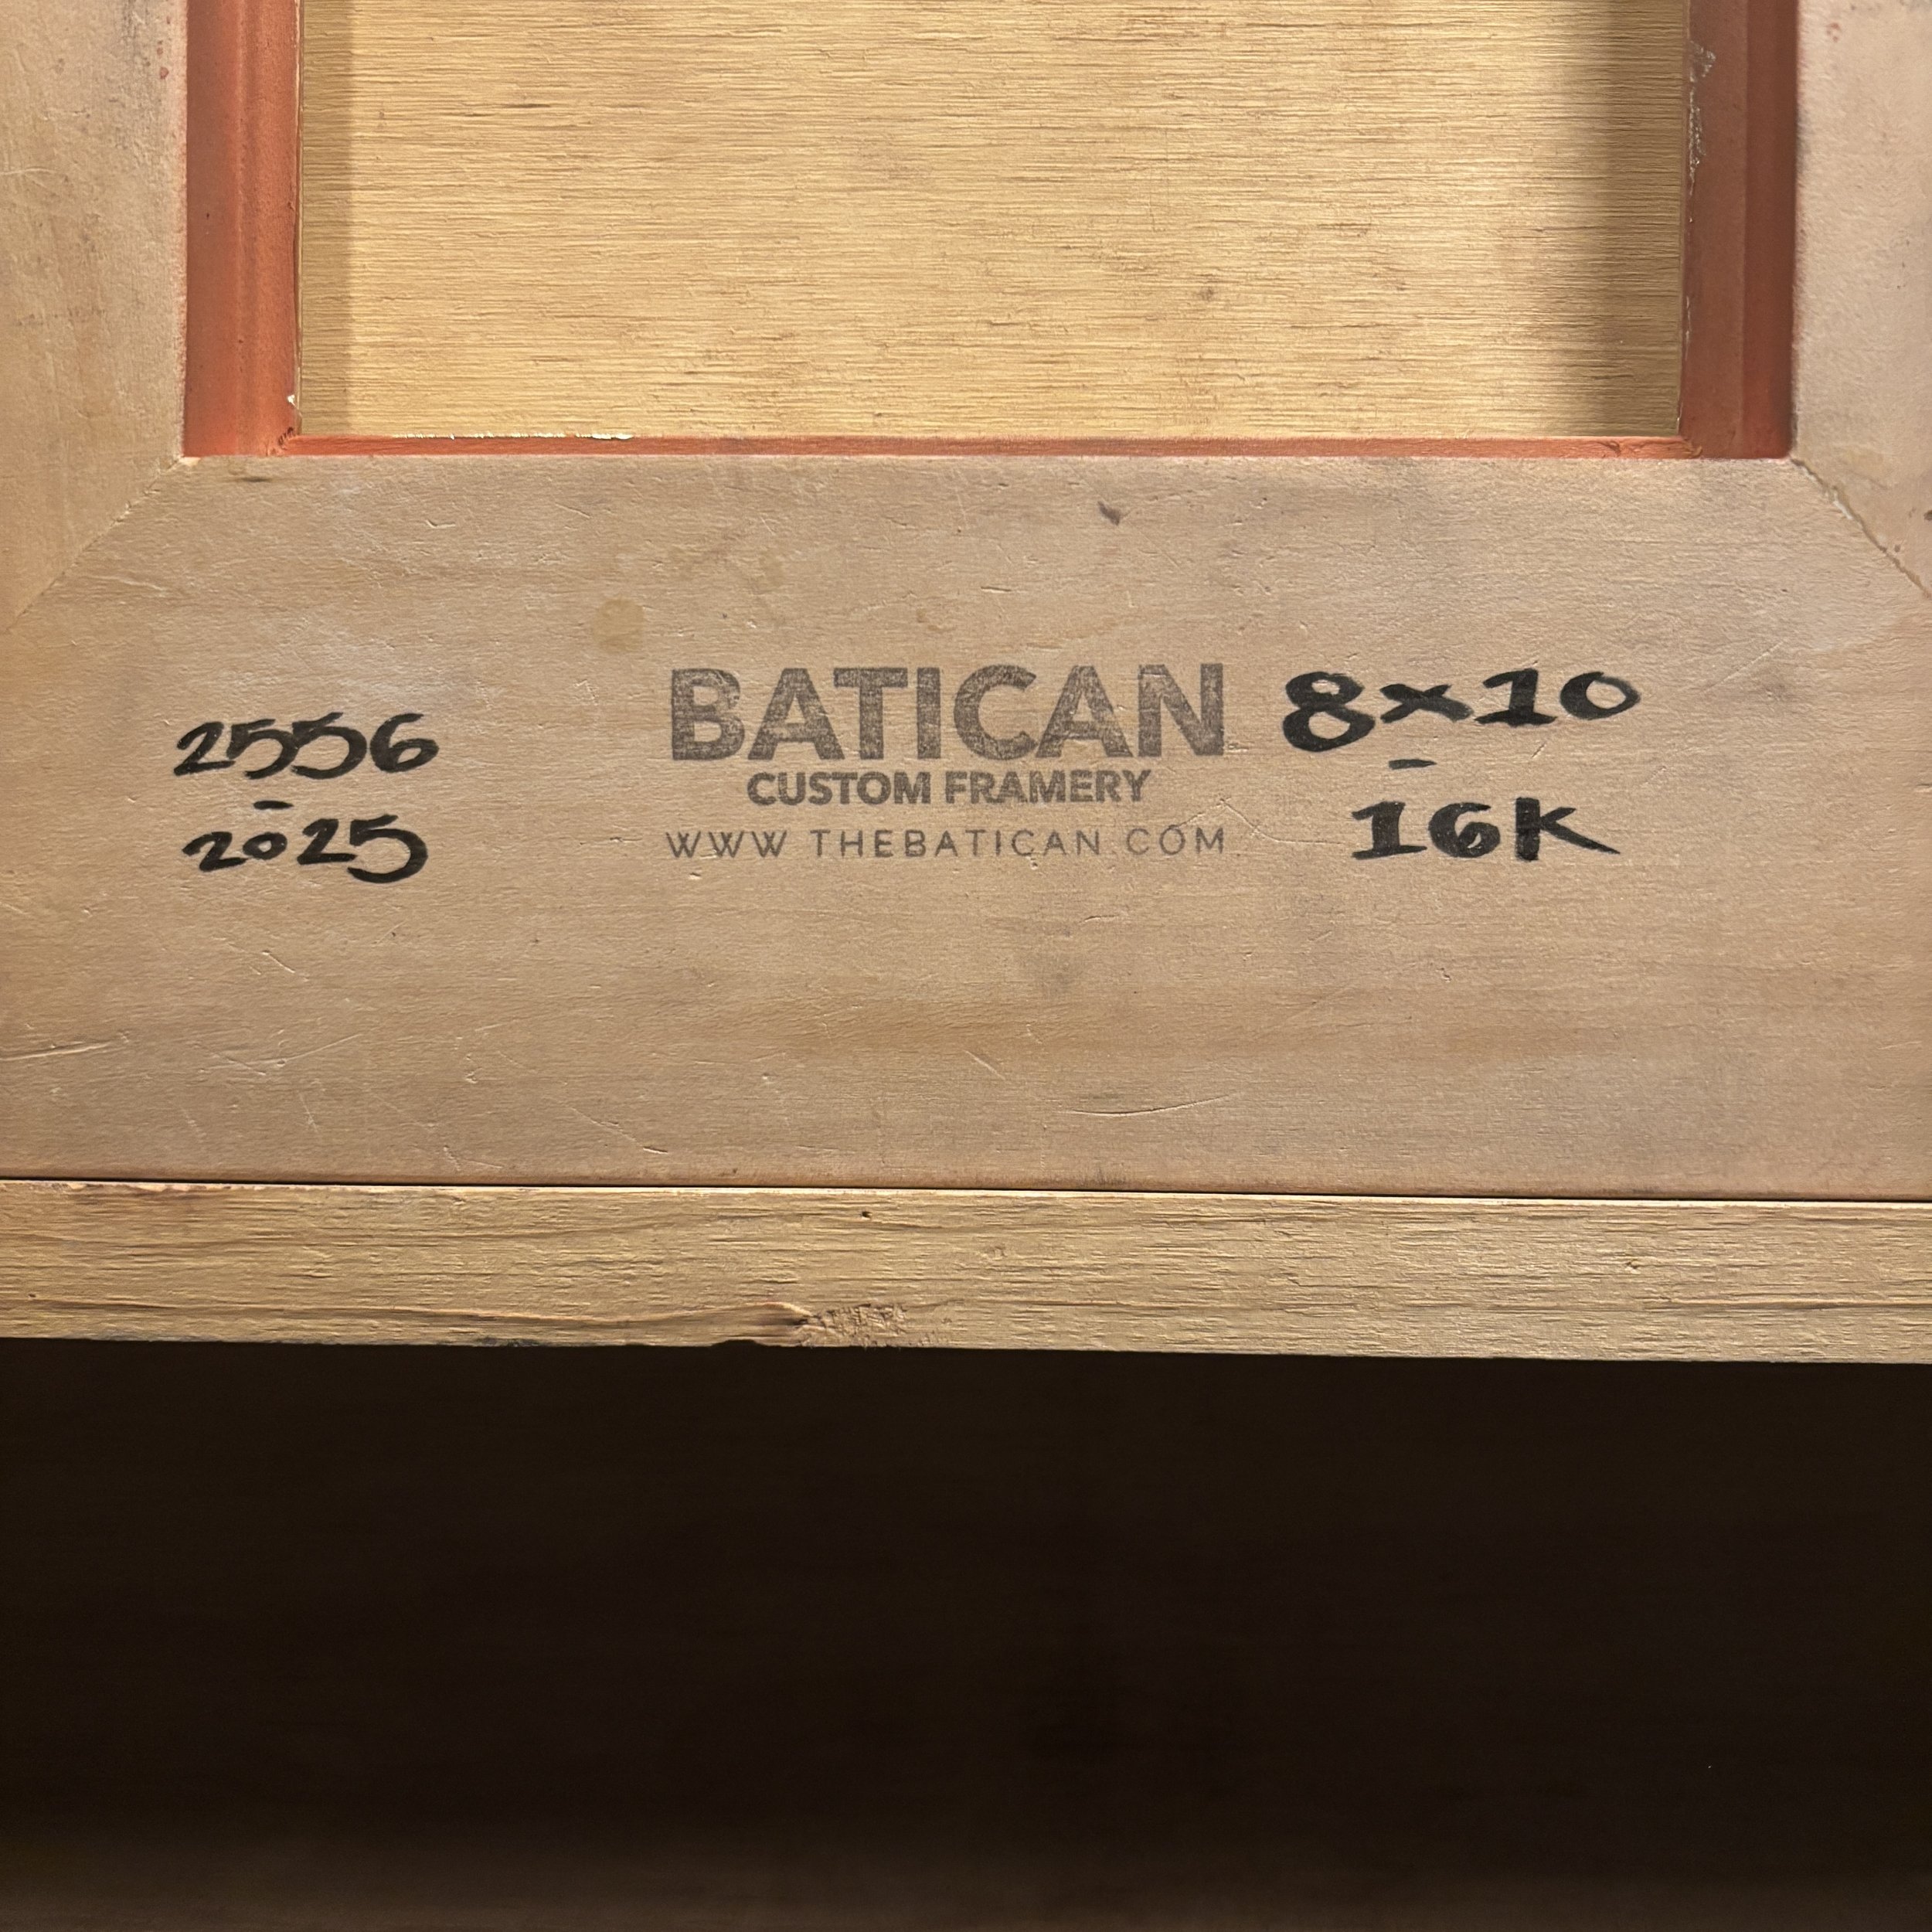 2556
-
2025
BATICAN
CUSTOM FRAMERY
WWW THEBATICAN.COM
8x10
-
16K